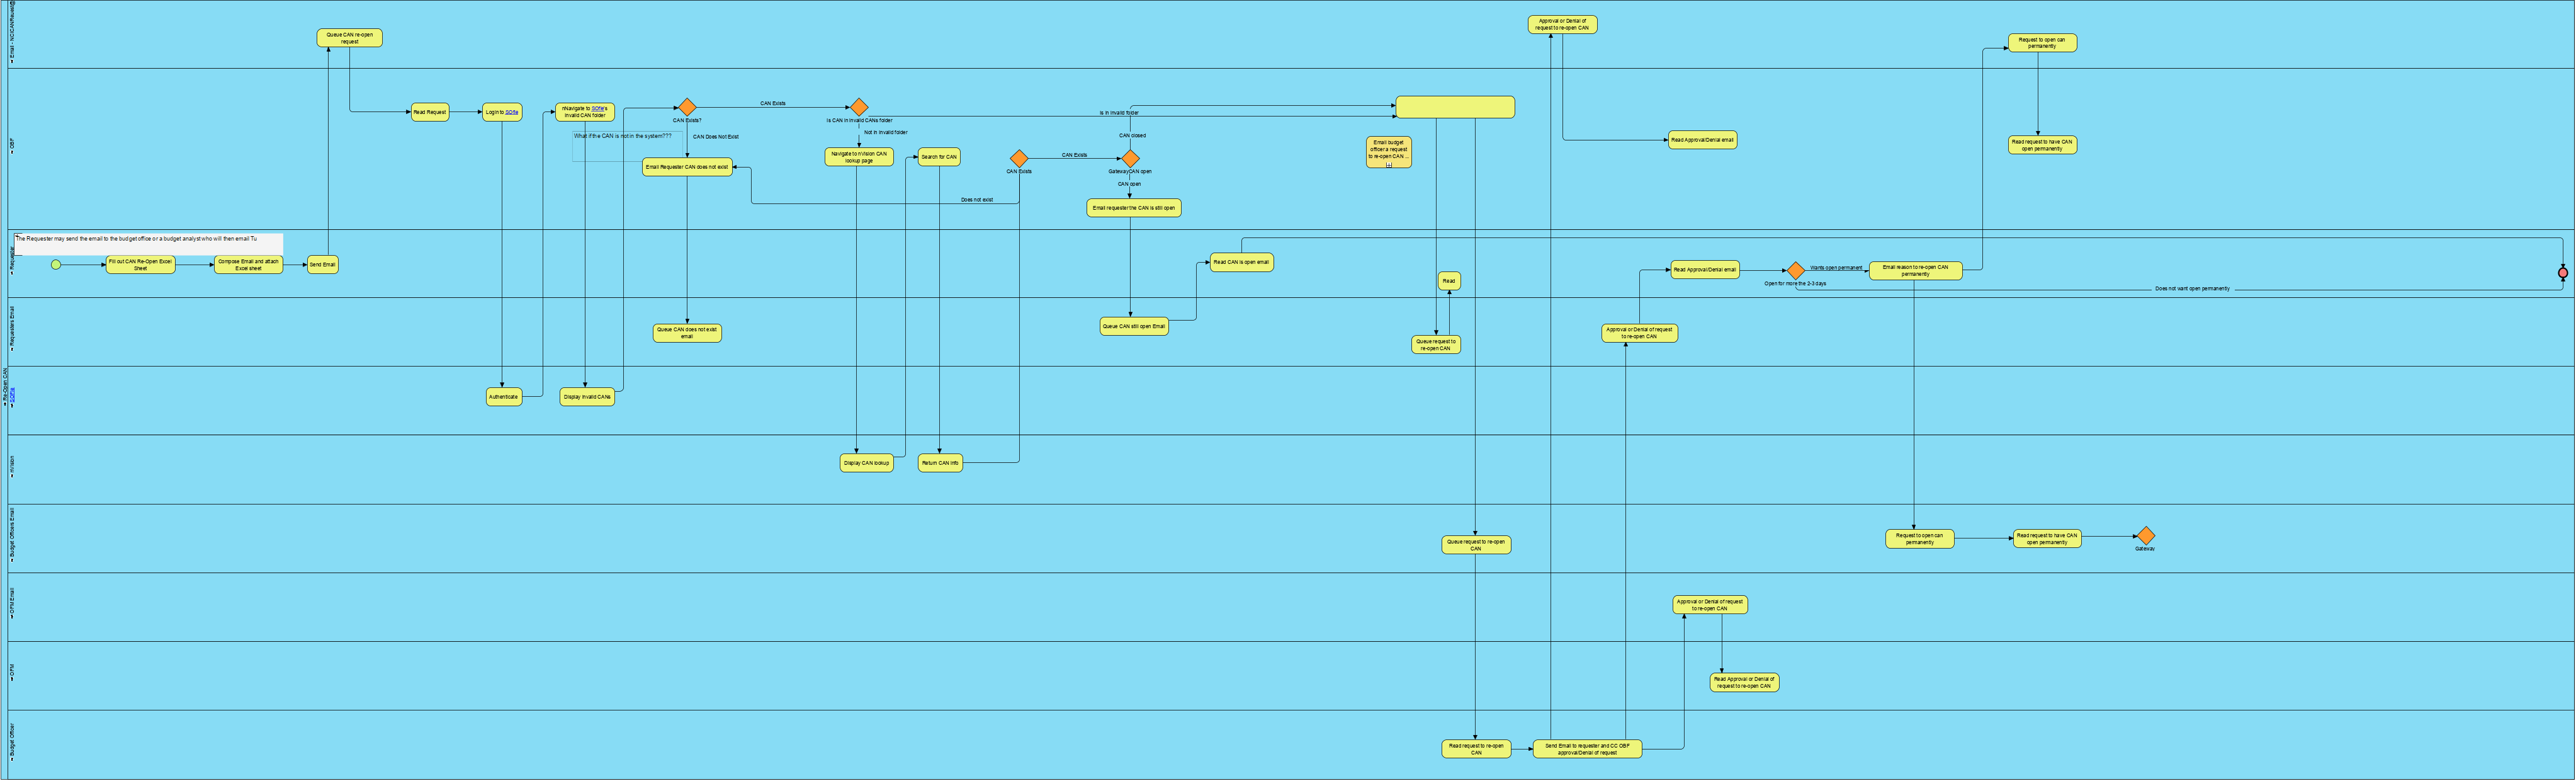 Re-Open CAN
Email - NCICANRequest@
Queue CAN re-open
request
Approval or Denial of
request to re-open CAN
Request to open can
permanently
OBF
Read Request
Login to SOfie
nNavigate to SOfie's
invalid CAN folder
CAN Exists?
CAN Exists
Is CAN in invalid CANs folder
Is in invalid folder
What if the CAN is not in the system???
CAN Does Not Exist
Not in invalid folder
Email Requester CAN does not exist
Navigate to nVision CAN
lookup page
Search for CAN
CAN Exists
CAN Exists
CAN closed
GatewayCAN open
CAN open
Does not exist
Email requester the CAN is still open
Email budget
officer a request
to re-open CAN ...
Read Approval/Denial email
Read request to have CAN
open permanently
Requester
The Requester may send the email to the budget office or a budget analyst who will then email Tu
Fill out CAN Re-Open Excel
Sheet
Compose Email and attach
Excel sheet
Send Email
Read CAN is open email
Read
Read Approval/Denial email
Open for more the 2-3 days
Wants open permanent
Email reason to re-open CAN
permanently
Does not want open permanently
Requesters Email
Queue CAN does not exist
email
Queue CAN still open Email
Queue request to
re-open CAN
Approval or Denial of request
to re-open CAN
SOfie
Authenticate
Display invalid CANs
nVision
Display CAN lookup
Return CAN info
Budget Officers Email
Queue request to re-open
CAN
Request to open can
permanently
Read request to have CAN
open permanently
Gateway
OFM Email
Approval or Denial of request
to re-open CAN
OFM
Read Approval or Denial of
request to re-open CAN
Budget Officer
Read request to re-open
CAN
Send Email to requester and CC OBF
approval/Denial of request